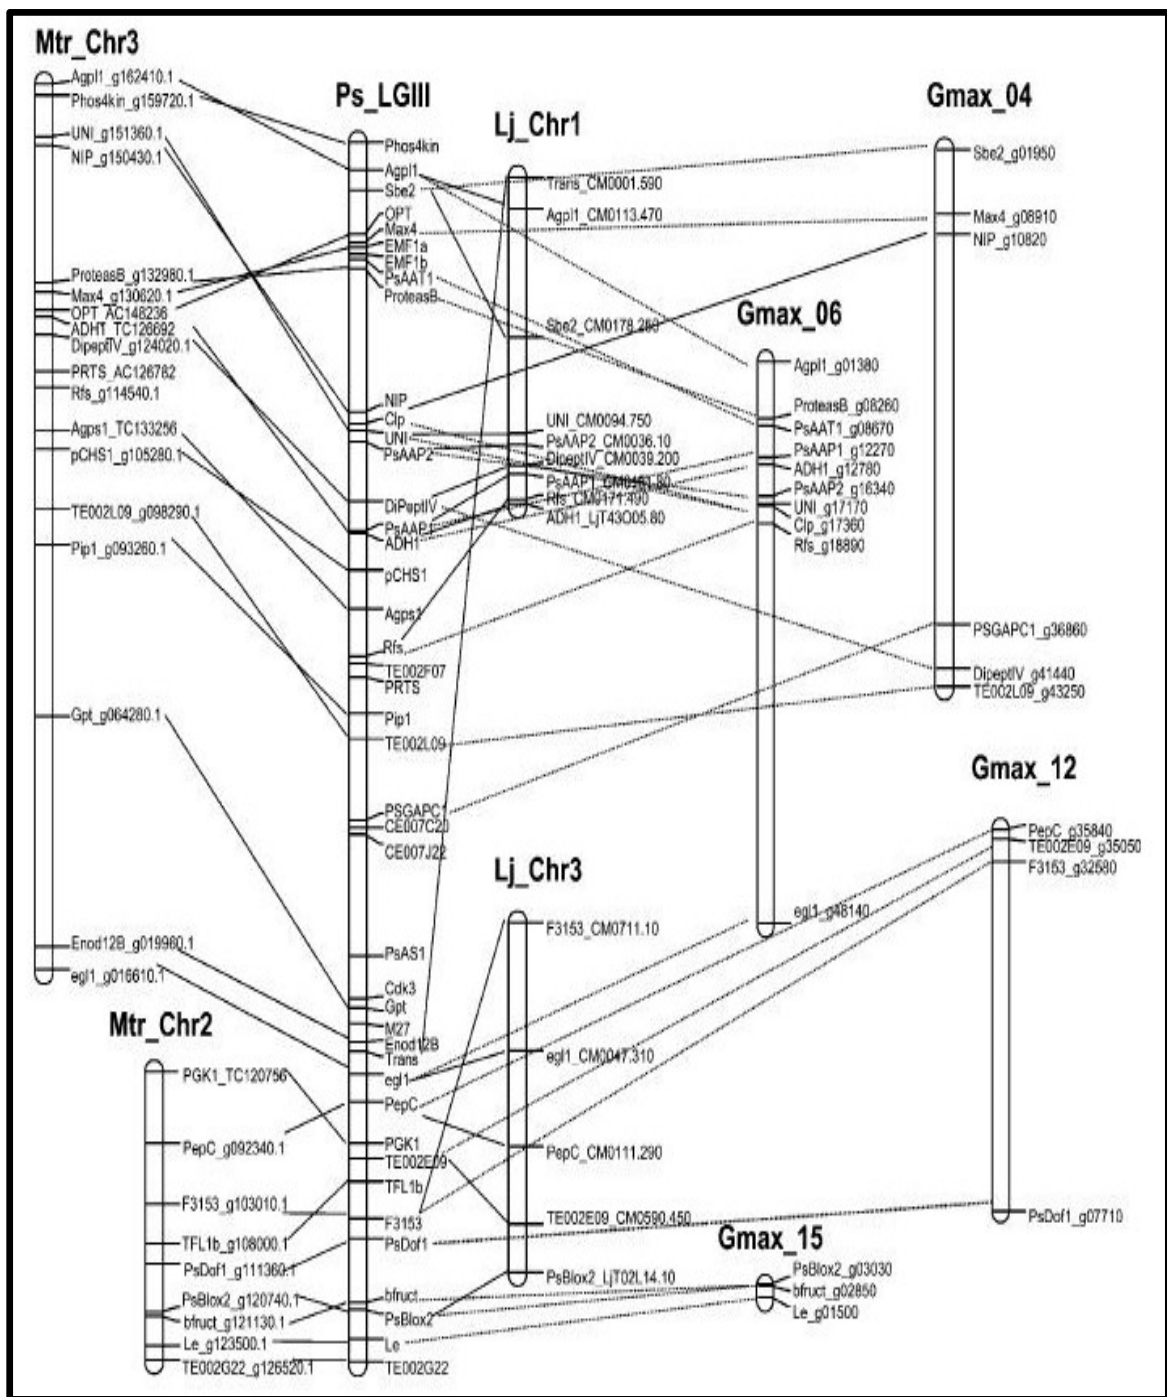 Mtr_Chr3
Agpl1_g162410.1
Phos4kin_g159720.1
UNI_g151360.1
NIP_g150430.1
ProteasB_g132980.1
Max4_g130620.1
OPT_AC148236
ADH1_TC126692
DipeptIV_g124020.1
PRTS_AC126782
Rfs_g114540.1
Agps1_TC133256
pCHS1_g105280.1
TE002L09_g098290.1
Pip1_g093260.1
Gpt_g064280.1
Enod12B_g019960.1
egl1_g016610.1
Mtr_Chr2
PGK1_TC120756
PepC_g092340.1
F3153_g103010.1
TFL1b_g108000.1
PsDof1_g111360.1
PsBlox2_g120740.1
bfruct_g121130.1
Le_g123500.1
TE002G22_g126520.1
Ps_LGIII
Phos4kin
Agpl1
Sbe2
OPT
Max4
EMF1a
EMF1b
PsAAT1
ProteasB
NIP
Clp
UNI
PsAAP2
DiPeptIV
PsAAP1
ADH1
pCHS1
Agps1
Rfs
TE002F07
PRTS
Pip1
TE002L09
PSGAPC1
CE007C20
CE007J22
PsAS1
Cdk3
Gpt
M27
Enod12B
Trans
egl1
PepC
PGK1
TE002E09
TFL1b
F3153
PsDof1
bfruct
PsBlox2
Le
TE002G22
Lj_Chr1
Trans_CM0001.590
Agpl1_CM0113.470
Sbe2_CM0178.280
UNI_CM0094.750
PsAAP2_CM0036.10
DipeptIV_CM0039.200
Rfs_CM0171.490
ADH1_LjT43O05.80
Lj_Chr3
F3153_CM0711.10
egl1_CM0047.310
PepC_CM0111.290
TE002E09_CM0590.450
PsBlox2_LjT02L14.10
Gmax_06
Agpl1_g01380
ProteasB_g08260
PsAAT1_g08670
PsAAP1_g12270
ADH1_g12780
PsAAP2_g16340
UNI_g17170
Clp_g17360
Rfs_g18890
egl1_g48140
Gmax_04
Sbe2_g01950
Max4_g08910
NIP_g10820
PSGAPC1_g36860
DipeptIV_g41440
TE002L09_g43250
Gmax_12
PepC_g35840
TE002E09_g35050
F3153_g32580
PsDof1_g07710
Gmax_15
PsBlox2_g03030
bfruct_g02850
Le_g01500